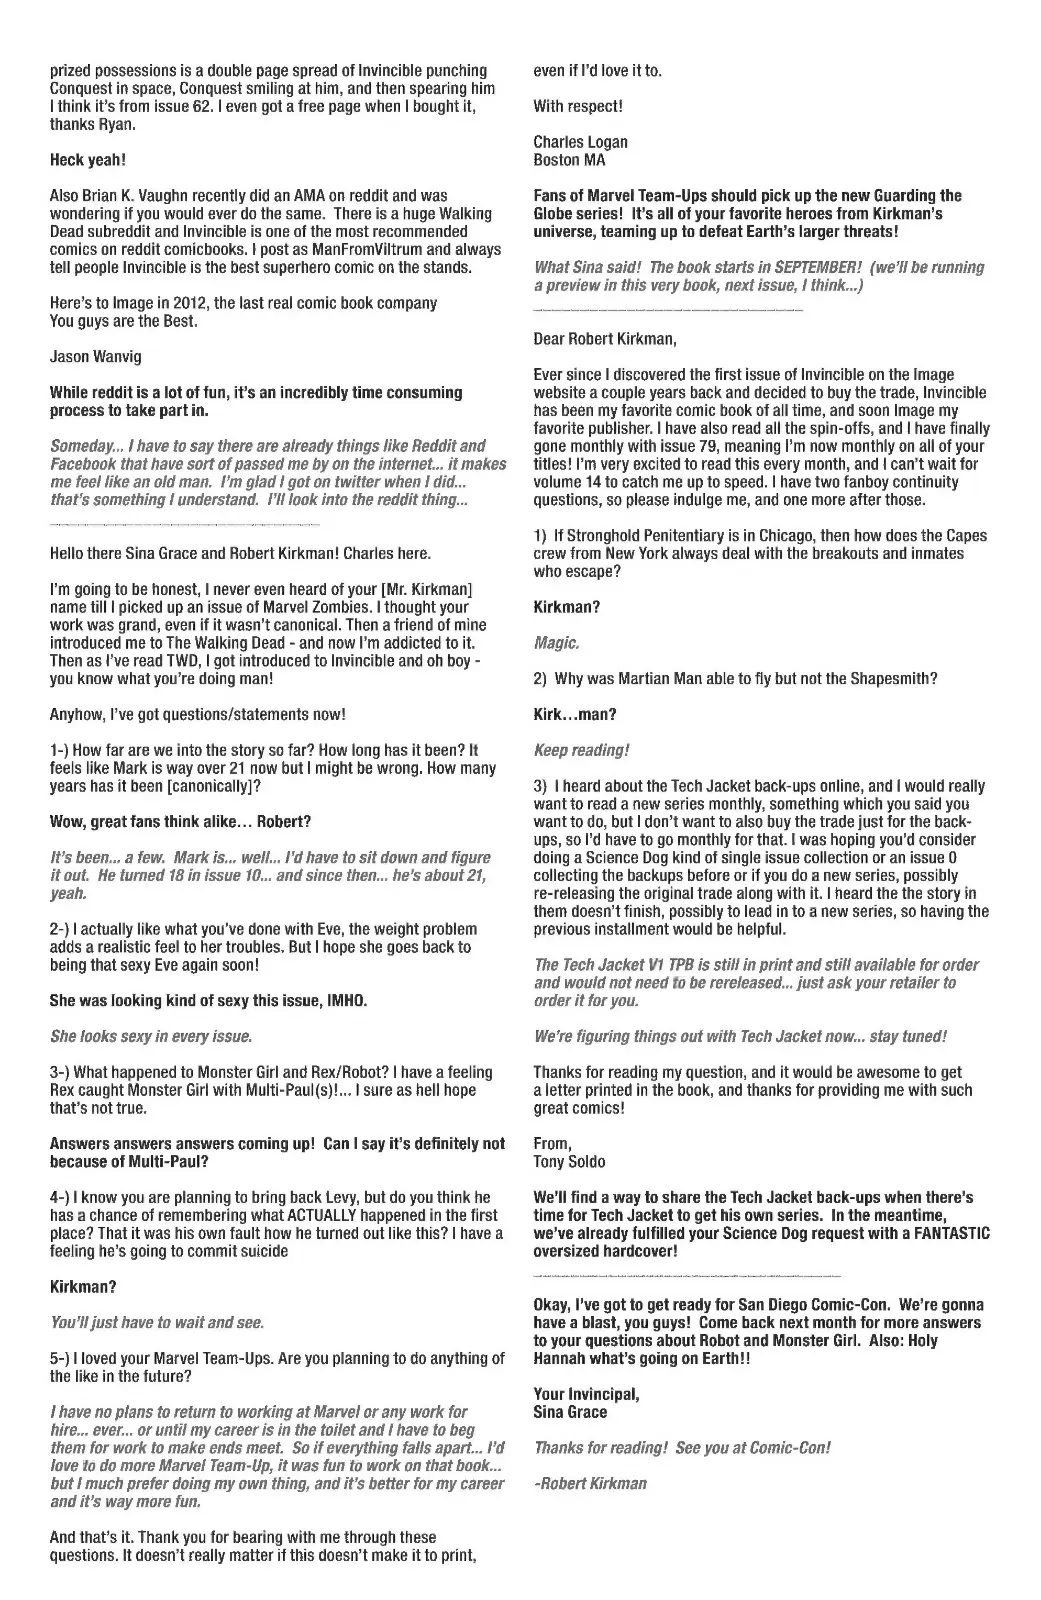 prized possessions is a double page spread of Invincible punching
Conquest in space, Conquest smiling at him, and then spearing him
I think it's from issue 62. I even got a free page when I bought it,
thanks Ryan.
Heck yeah!
Also Brian K. Vaughn recently did an AMA on reddit and was
wondering if you would ever do the same. There is a huge Walking
Dead subreddit and Invincible is one of the most recommended
comics on reddit comicbooks. I post as ManFromViltrum and always
tell people Invincible is the best superhero comic on the stands.
Here's to Image in 2012, the last real comic book company
You guys are the Best.
Jason Wanvig
While reddit is a lot of fun, it's an incredibly time consuming
process to take part in.
Someday... I have to say there are already things like Reddit and
Facebook that have sort of passed me by on the internet... it makes
me feel like an old man. I'm glad I got on twitter when I did...
that's something I understand. I'll look into the reddit thing...
Hello there Sina Grace and Robert Kirkman! Charles here.
I'm going to be honest, I never even heard of your [Mr. Kirkman]
name till I picked up an issue of Marvel Zombies. I thought your
work was grand, even if it wasn't canonical. Then a friend of mine
introduced me to The Walking Dead - and now I'm addicted to it.
Then as I've read TWD, I got introduced to Invincible and oh boy -
you know what you're doing man!
Anyhow, I've got questions/statements now!
1-) How far are we into the story so far? How long has it been? It
feels like Mark is way over 21 now but I might be wrong. How many
years has it been [canonically]?
Wow, great fans think alike... Robert?
It's been... a few. Mark is... well... I'd have to sit down and figure
it out. He turned 18 in issue 10... and since then... he's about 21,
yeah.
2-) I actually like what you've done with Eve, the weight problem
adds a realistic feel to her troubles. But I hope she goes back to
being that sexy Eve again soon!
She was looking kind of sexy this issue, IMHO.
She looks sexy in every issue.
3-) What happened to Monster Girl and Rex/Robot? I have a feeling
Rex caught Monster Girl with Multi-Paul(s)!... I sure as hell hope
that's not true.
Answers answers answers coming up! Can I say it's definitely not
because of Multi-Paul?
4-) I know you are planning to bring back Levy, but do you think he
has a chance of remembering what ACTUALLY happened in the first
place? That it was his own fault how he turned out like this? I have a
feeling he's going to commit suicide
Kirkman?
You'll just have to wait and see.
5-) I loved your Marvel Team-Ups. Are you planning to do anything of
the like in the future?
I have no plans to return to working at Marvel or any work for
hire... ever... or until my career is in the toilet and I have to beg
them for work to make ends meet. So if everything falls apart... I'd
love to do more Marvel Team-Up, it was fun to work on that book...
but I much prefer doing my own thing, and it's better for my career
and it's way more fun.
And that's it. Thank you for bearing with me through these
questions. It doesn't really matter if this doesn't make it to print,
even if I'd love it to.
With respect!
Charles Logan
Boston MA
Fans of Marvel Team-Ups should pick up the new Guarding the
Globe series! It's all of your favorite heroes from Kirkman's
universe, teaming up to defeat Earth's larger threats!
What Sina said! The book starts in SEPTEMBER! (we'll be running
a preview in this very book, next issue, I think...)
Dear Robert Kirkman,
Ever since I discovered the first issue of Invincible on the Image
website a couple years back and decided to buy the trade, Invincible
has been my favorite comic book of all time, and soon Image my
favorite publisher. I have also read all the spin-offs, and I have finally
gone monthly with issue 79, meaning I'm now monthly on all of your
titles! I'm very excited to read this every month, and I can't wait for
volume 14 to catch me up to speed. I have two fanboy continuity
questions, so please indulge me, and one more after those.
1) If Stronghold Penitentiary is in Chicago, then how does the Capes
crew from New York always deal with the breakouts and inmates
who escape?
Kirkman?
Magic.
2) Why was Martian Man able to fly but not the Shapesmith?
Kirk...man?
Keep reading!
3) I heard about the Tech Jacket back-ups online, and I would really
want to read a new series monthly, something which you said you
want to do, but I don't want to also buy the trade just for the back-
ups, so I'd have to go monthly for that. I was hoping you'd consider
doing a Science Dog kind of single issue collection or an issue 0
collecting the backups before or if you do a new series, possibly
re-releasing the original trade along with it. I heard the the story in
them doesn't finish, possibly to lead in to a new series, so having the
previous installment would be helpful.
The Tech Jacket V1 TPB is still in print and still available for order
and would not need to be rereleased... just ask your retailer to
order it for you.
We're figuring things out with Tech Jacket now... stay tuned!
Thanks for reading my question, and it would be awesome to get
a letter printed in the book, and thanks for providing me with such
great comics!
From,
Tony Soldo
We'll find a way to share the Tech Jacket back-ups when there's
time for Tech Jacket to get his own series. In the meantime,
we've already fulfilled your Science Dog request with a FANTASTIC
oversized hardcover!
Okay, I've got to get ready for San Diego Comic-Con. We're gonna
have a blast, you guys! Come back next month for more answers
to your questions about Robot and Monster Girl. Also: Holy
Hannah what's going on Earth!!
Your Invincipal,
Sina Grace
Thanks for reading! See you at Comic-Con!
-Robert Kirkman